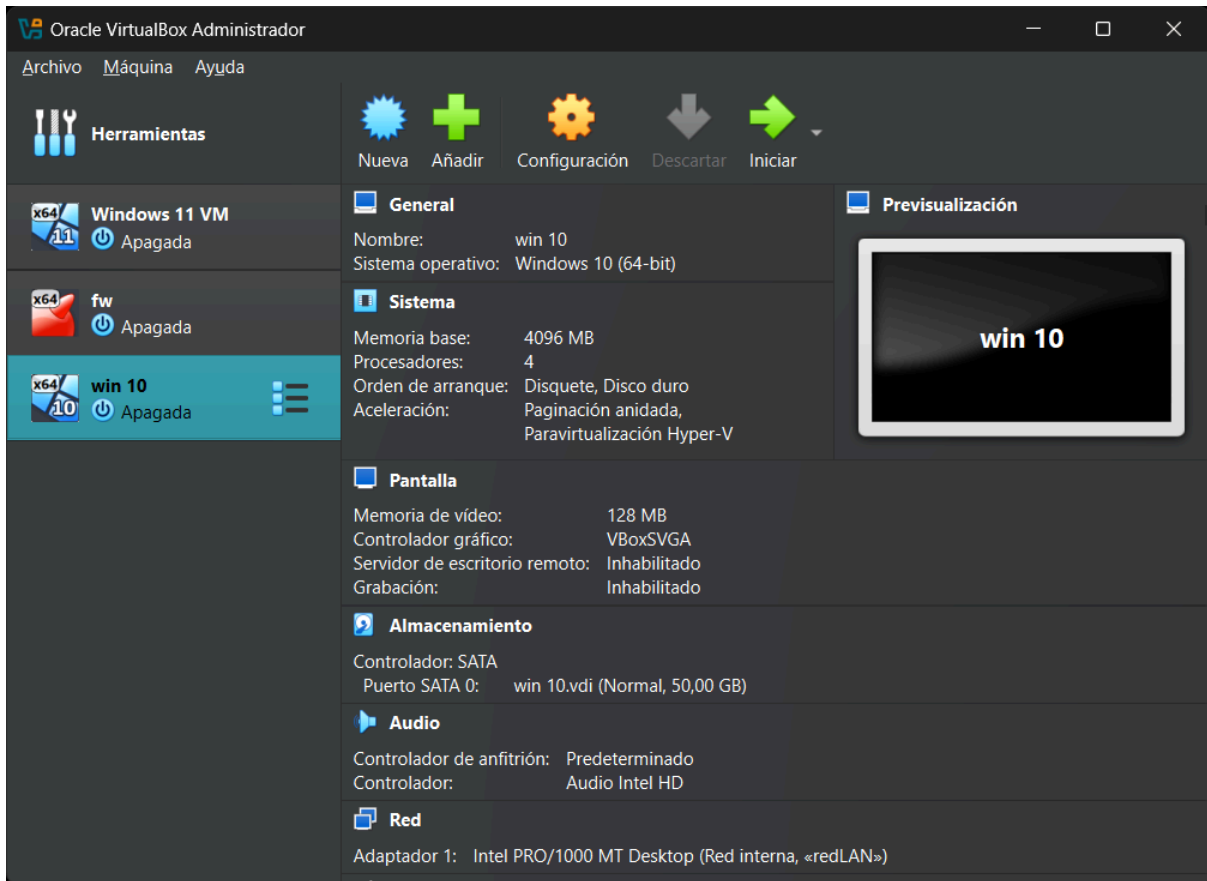 Oracle VirtualBox Administrador
Archivo Máquina Ayuda
Herramientas
Nueva Añadir Configuración Descartar Iniciar
x64 11 Windows 11 VM
Apagada
x64 fw
Apagada
x64 10 win 10
Apagada
General
Nombre: win 10
Sistema operativo: Windows 10 (64-bit)
Previsualización
win 10
Sistema
Memoria base: 4096 MB
Procesadores: 4
Orden de arranque: Disquete, Disco duro
Aceleración: Paginación anidada,
Paravirtualización Hyper-V
Pantalla
Memoria de vídeo: 128 MB
Controlador gráfico: VBoxSVGA
Servidor de escritorio remoto: Inhabilitado
Grabación: Inhabilitado
Almacenamiento
Controlador: SATA
Puerto SATA 0: win 10.vdi (Normal, 50,00 GB)
Audio
Controlador de anfitrión: Predeterminado
Controlador: Audio Intel HD
Red
Adaptador 1: Intel PRO/1000 MT Desktop (Red interna, «redLAN»)